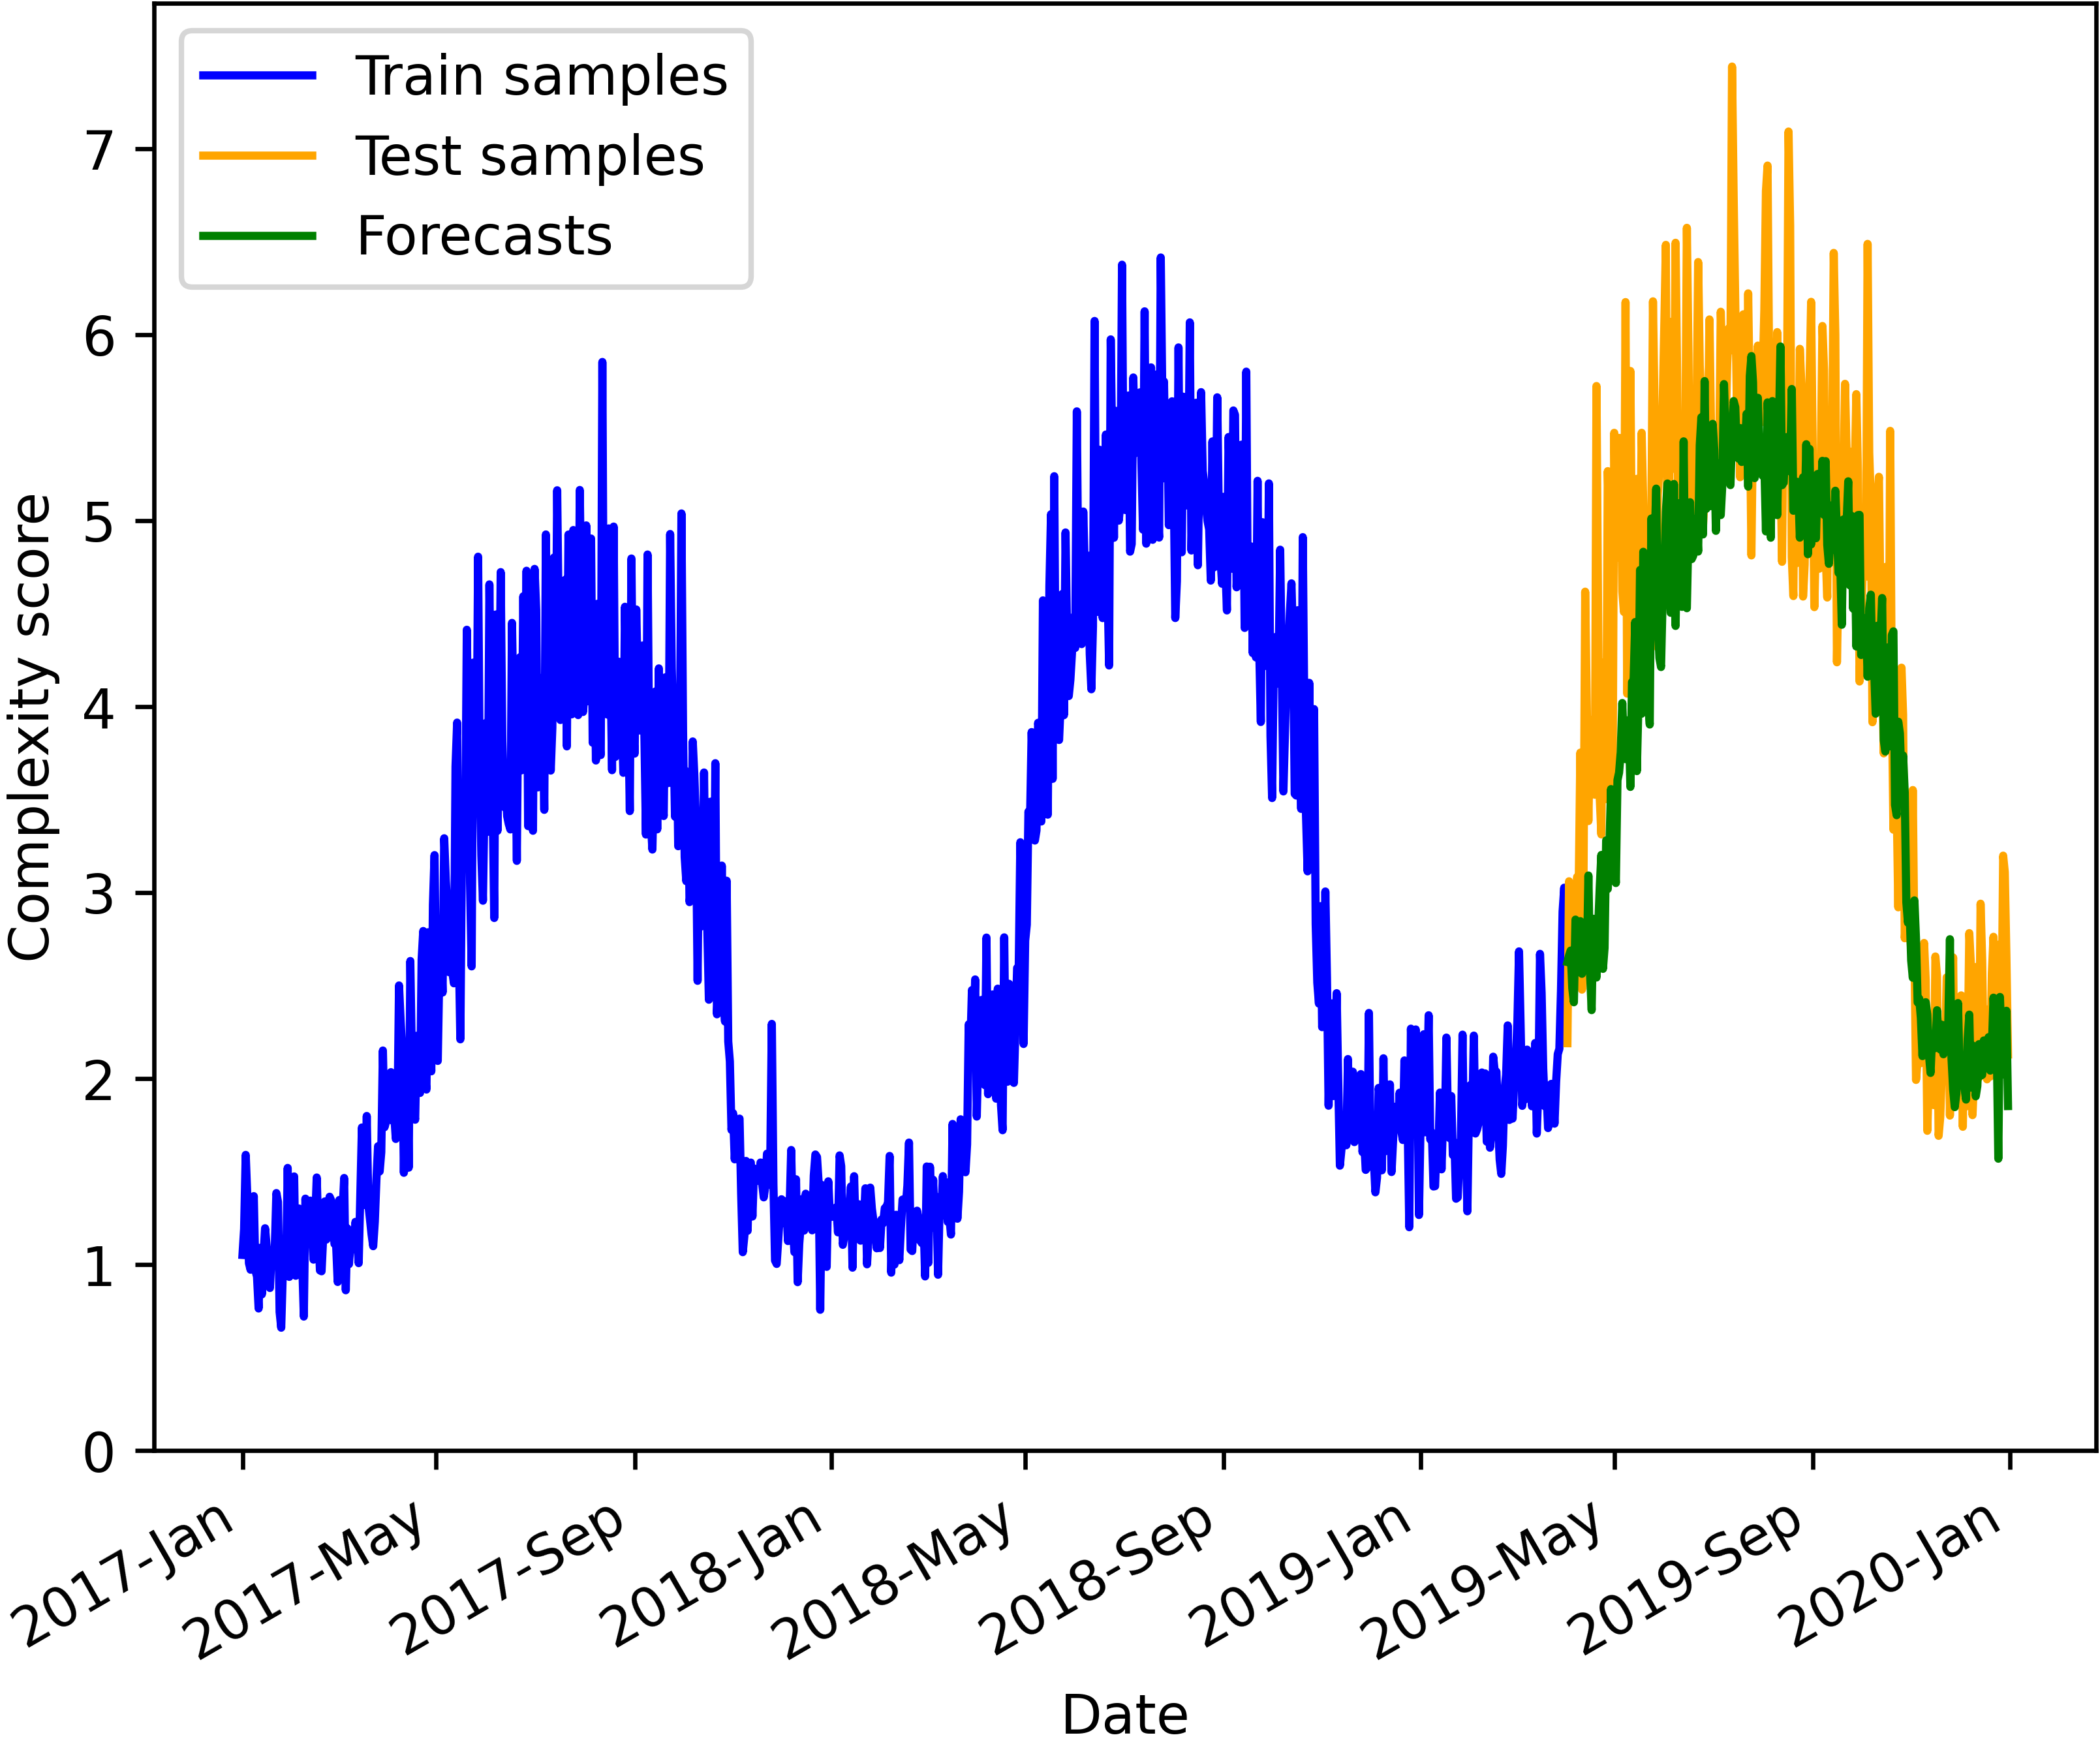 Train samples
Test samples
Forecasts
Complexity score
7
6
5
4
3
2
1
0
2017-Jan
2017-May
2017-Sep
2018-Jan
2018-May
2018-Sep
2019-Jan
2019-May
2019-Sep
2020-Jan
Date